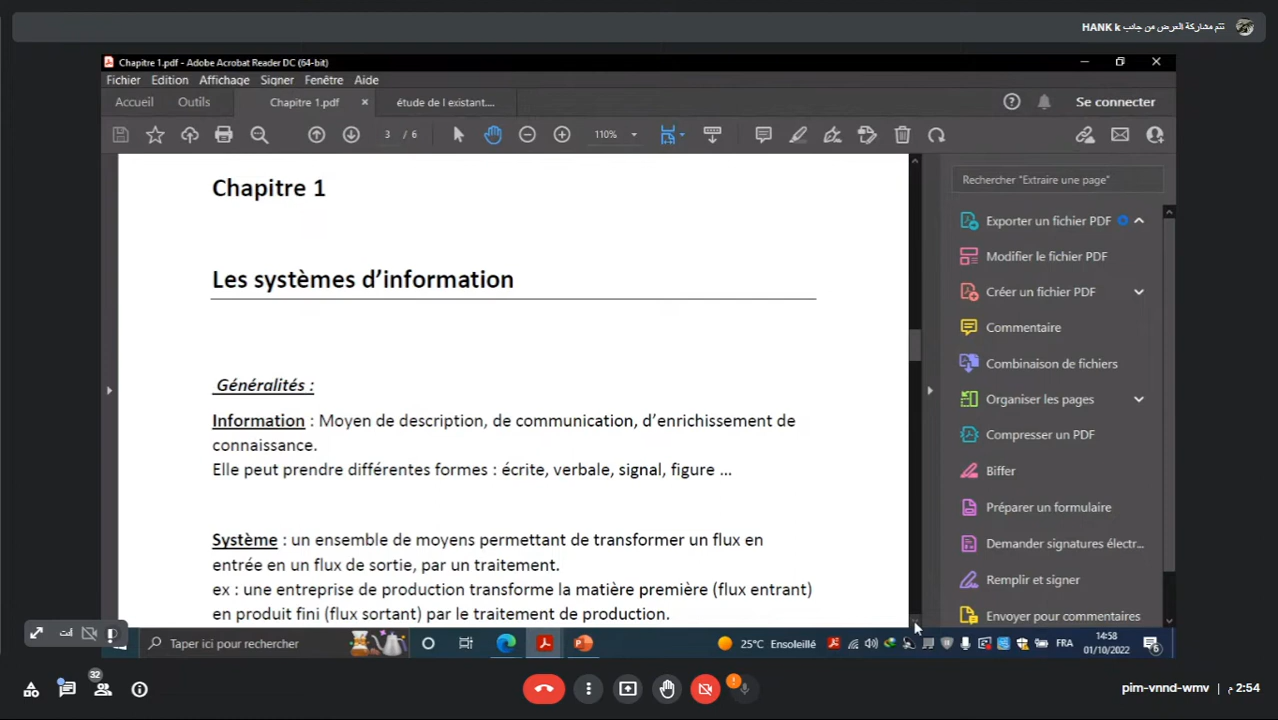 تتم مشاركة العرض من جانب HANK k
Chapitre 1.pdf - Adobe Acrobat Reader DC (64-bit)
Fichier Edition Affichage Signer Fenêtre Aide
Accueil Outils Chapitre 1.pdf × étude de l existant.... Se connecter
3 / 6 110%
Chapitre 1
Les systèmes d’information
Généralités :
Information : Moyen de description, de communication, d’enrichissement de
connaissance.
Elle peut prendre différentes formes : écrite, verbale, signal, figure ...
Système : un ensemble de moyens permettant de transformer un flux en
entrée en un flux de sortie, par un traitement.
ex : une entreprise de production transforme la matière première (flux entrant)
en produit fini (flux sortant) par le traitement de production.
Rechercher "Extraire une page"
Exporter un fichier PDF
Modifier le fichier PDF
Créer un fichier PDF
Commentaire
Combinaison de fichiers
Organiser les pages
Compresser un PDF
Biffer
Préparer un formulaire
Demander signatures électr...
Remplir et signer
Envoyer pour commentaires
أنت
Taper ici pour rechercher
25°C Ensoleillé
FRA
14:58
01/10/2022
6
32
pim-vnnd-wmv | 2:54 م